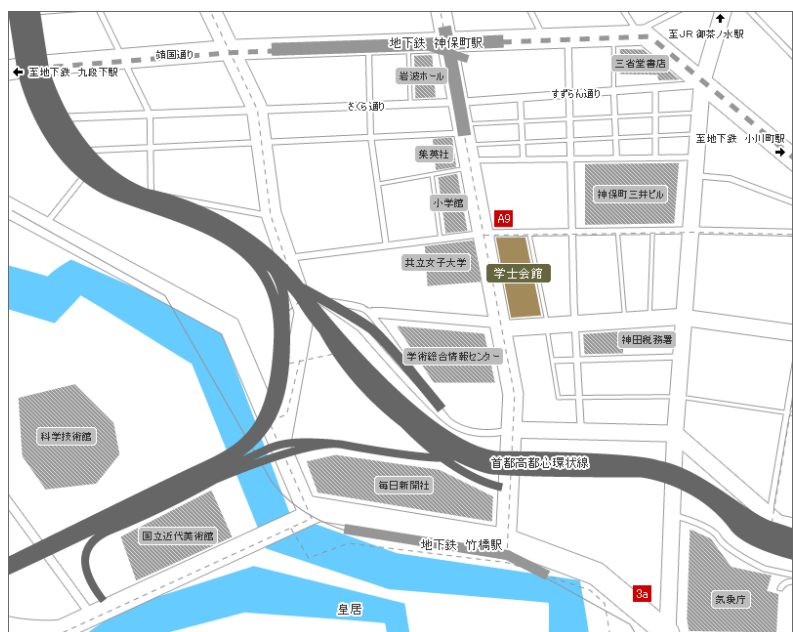 至JR 御茶ノ水駅
地下鉄 神保町駅
靖国通り
三省堂書店
至地下鉄 九段下駅
岩波ホール
すずらん通り
さくら通り
至地下鉄 小川町駅
集英社
神保町三井ビル
小学館
A9
共立女子大学
学士会館
神田税務署
学術総合情報センター
科学技術館
首都高都心環状線
毎日新聞社
国立近代美術館
地下鉄 竹橋駅
3a
気象庁
皇居